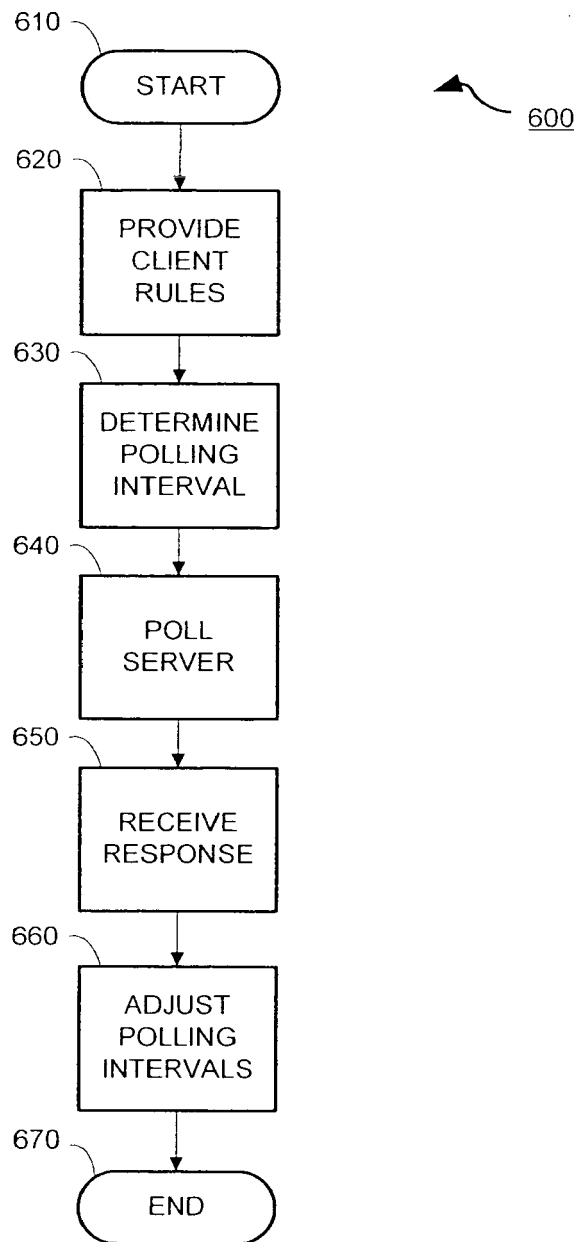 610
START
600
620
PROVIDE
CLIENT
RULES
630
DETERMINE
POLLING
INTERVAL
640
POLL
SERVER
650
RECEIVE
RESPONSE
660
ADJUST
POLLING
INTERVALS
670
END